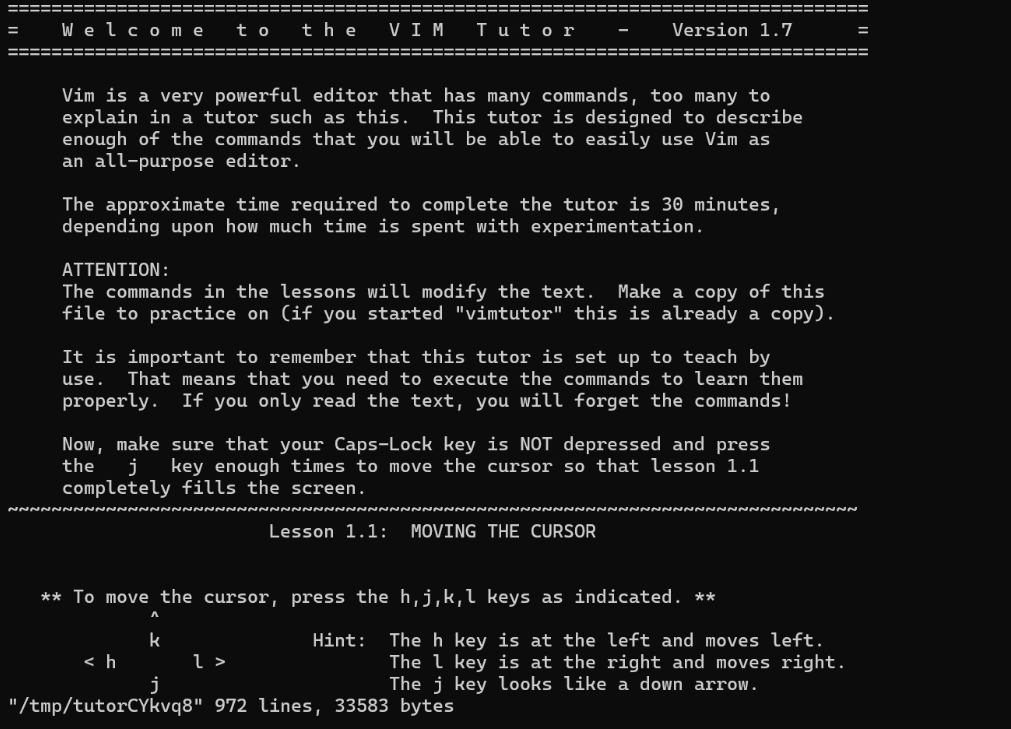 ===============================================================================
=    W e l c o m e   t o   t h e   V I M   T u t o r    -    Version 1.7      =
===============================================================================

     Vim is a very powerful editor that has many commands, too many to
     explain in a tutor such as this.  This tutor is designed to describe
     enough of the commands that you will be able to easily use Vim as
     an all-purpose editor.

     The approximate time required to complete the tutor is 30 minutes,
     depending upon how much time is spent with experimentation.

     ATTENTION:
     The commands in the lessons will modify the text.  Make a copy of this
     file to practice on (if you started "vimtutor" this is already a copy).

     It is important to remember that this tutor is set up to teach by
     use.  That means that you need to execute the commands to learn them
     properly.  If you only read the text, you will forget the commands!

     Now, make sure that your Caps-Lock key is NOT depressed and press
     the   j   key enough times to move the cursor so that lesson 1.1
     completely fills the screen.
~~~~~~~~~~~~~~~~~~~~~~~~~~~~~~~~~~~~~~~~~~~~~~~~~~~~~~~~~~~~~~~~~~~~~~~~~~~~~~
                        Lesson 1.1:  MOVING THE CURSOR


   ** To move the cursor, press the h,j,k,l keys as indicated. **
             ^
             k              Hint:  The h key is at the left and moves left.
       < h       l >               The l key is at the right and moves right.
             j                     The j key looks like a down arrow.
"/tmp/tutorCYkvq8" 972 lines, 33583 bytes